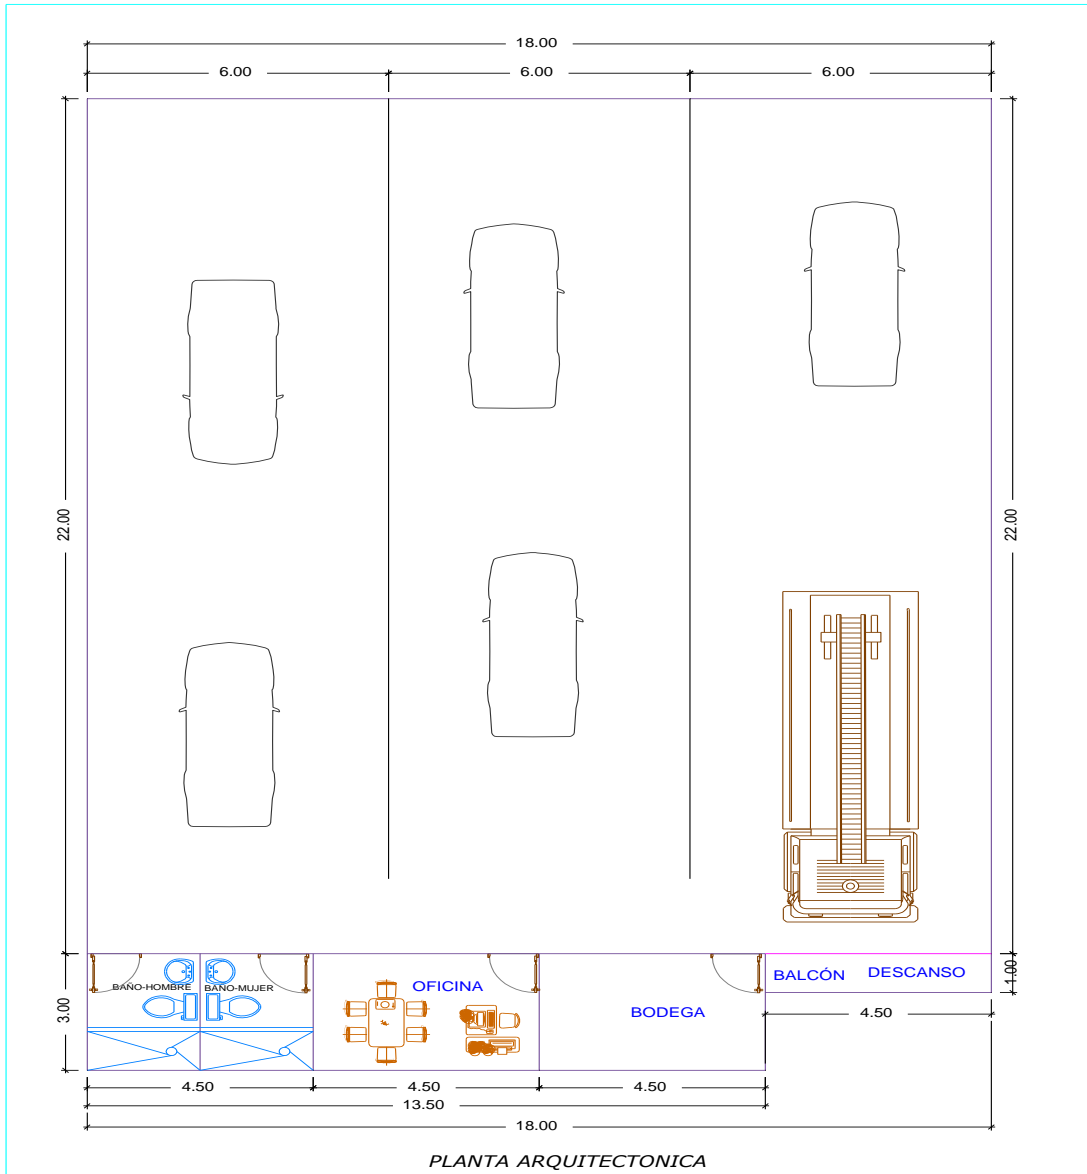 18.00
6.00 6.00 6.00
22.00 22.00
BAÑO-HOMBRE BAÑO-MUJER OFICINA BALCÓN DESCANSO 1.00
3.00 BODEGA 4.50
4.50 4.50 4.50
13.50
18.00
PLANTA ARQUITECTONICA